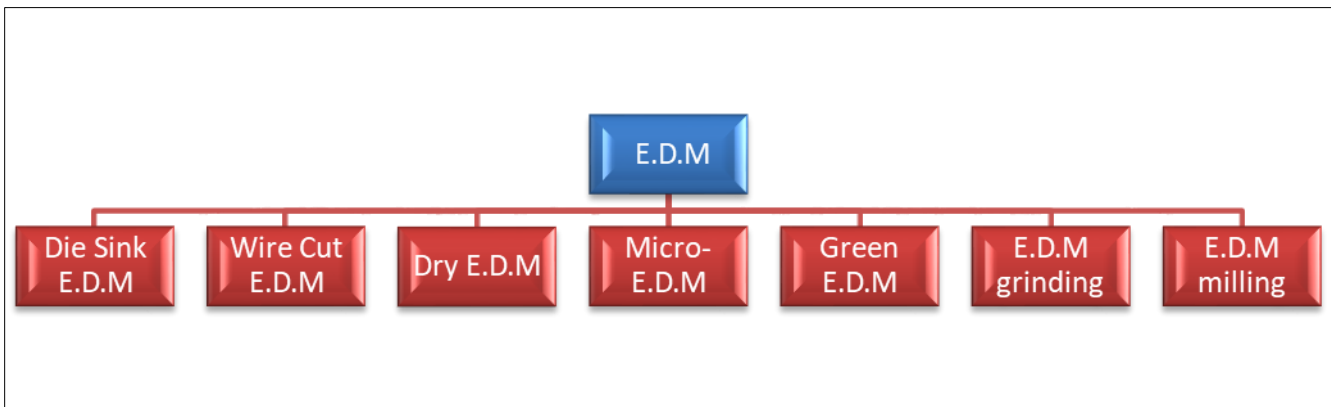 E.D.M
Die Sink
E.D.M
Wire Cut
E.D.M
Dry E.D.M
Micro-
E.D.M
Green
E.D.M
E.D.M
grinding
E.D.M
milling